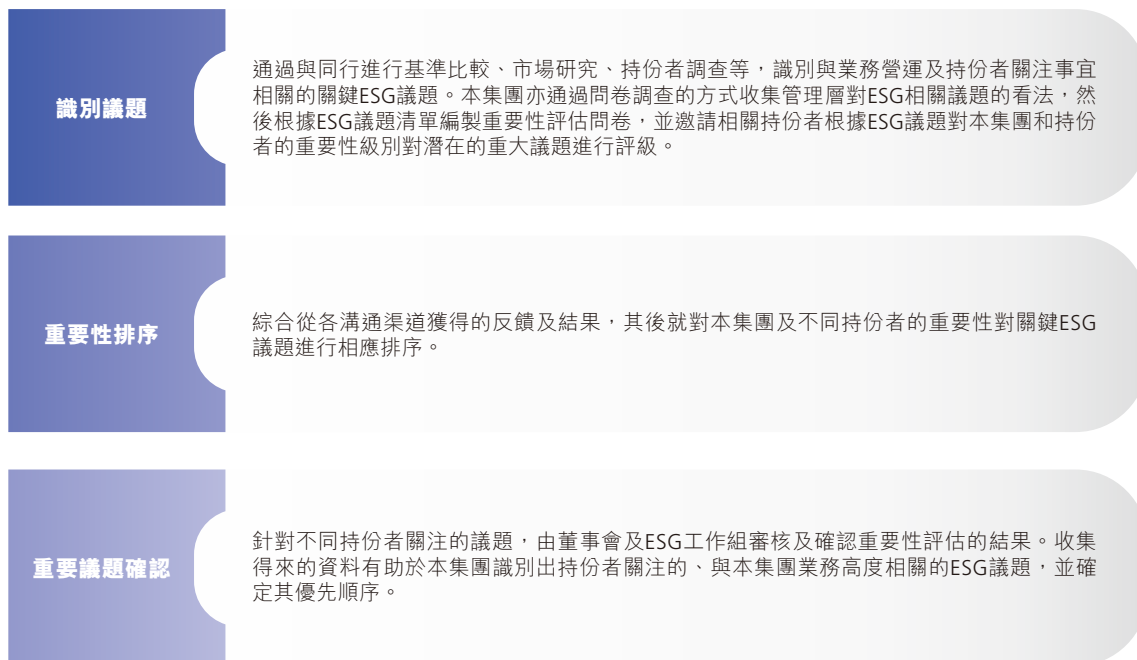 識別議題
通過與同行進行基準比較、市場研究、持份者調查等，識別與業務營運及持份者關注事宜
相關的關鍵ESG議題。本集團亦通過問卷調查的方式收集管理層對ESG相關議題的看法，然
後根據ESG議題清單編製重要性評估問卷，並邀請相關持份者根據ESG議題對本集團和持份
者的重要性級別對潛在的重大議題進行評級。
重要性排序
綜合從各溝通渠道獲得的反饋及結果，其後就對本集團及不同持份者的重要性對關鍵ESG
議題進行相應排序。
重要議題確認
針對不同持份者關注的議題，由董事會及ESG工作組審核及確認重要性評估的結果。收集
得來的資料有助於本集團識別出持份者關注的、與本集團業務高度相關的ESG議題，並確
定其優先順序。